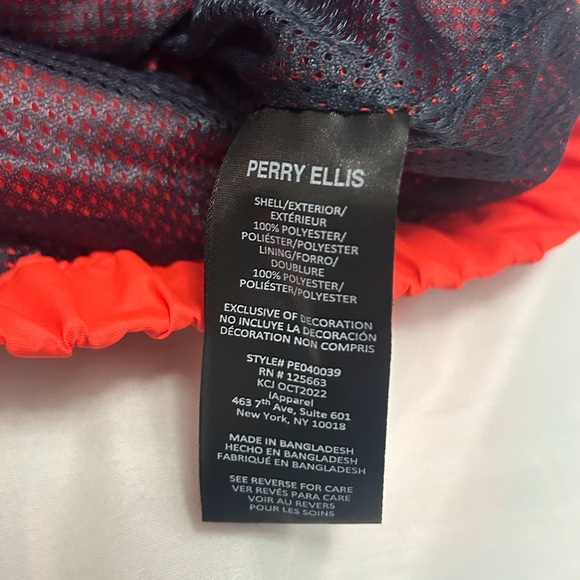 PERRY ELLIS
SHELL/EXTERIOR/
EXTÉRIEUR
100% POLYESTER/
POLIÉSTER/POLYESTER
LINING/FORRO/
DOUBLURE
100% POLYESTER/
POLIÉSTER/POLYESTER
EXCLUSIVE OF DECORATION
NO INCLUYE LA DECORACIÓN
DÉCORATION NON COMPRIS
STYLE# PE040039
RN # 125663
KCJ OCT2022
iApparel
463 7th Ave, Suite 601
New York, NY 10018
MADE IN BANGLADESH
HECHO EN BANGLADESH
FABRIQUÉ EN BANGLADESH
SEE REVERSE FOR CARE
VER REVÉS PARA CARE
VOIR AU REVERS
POUR LES SOINS